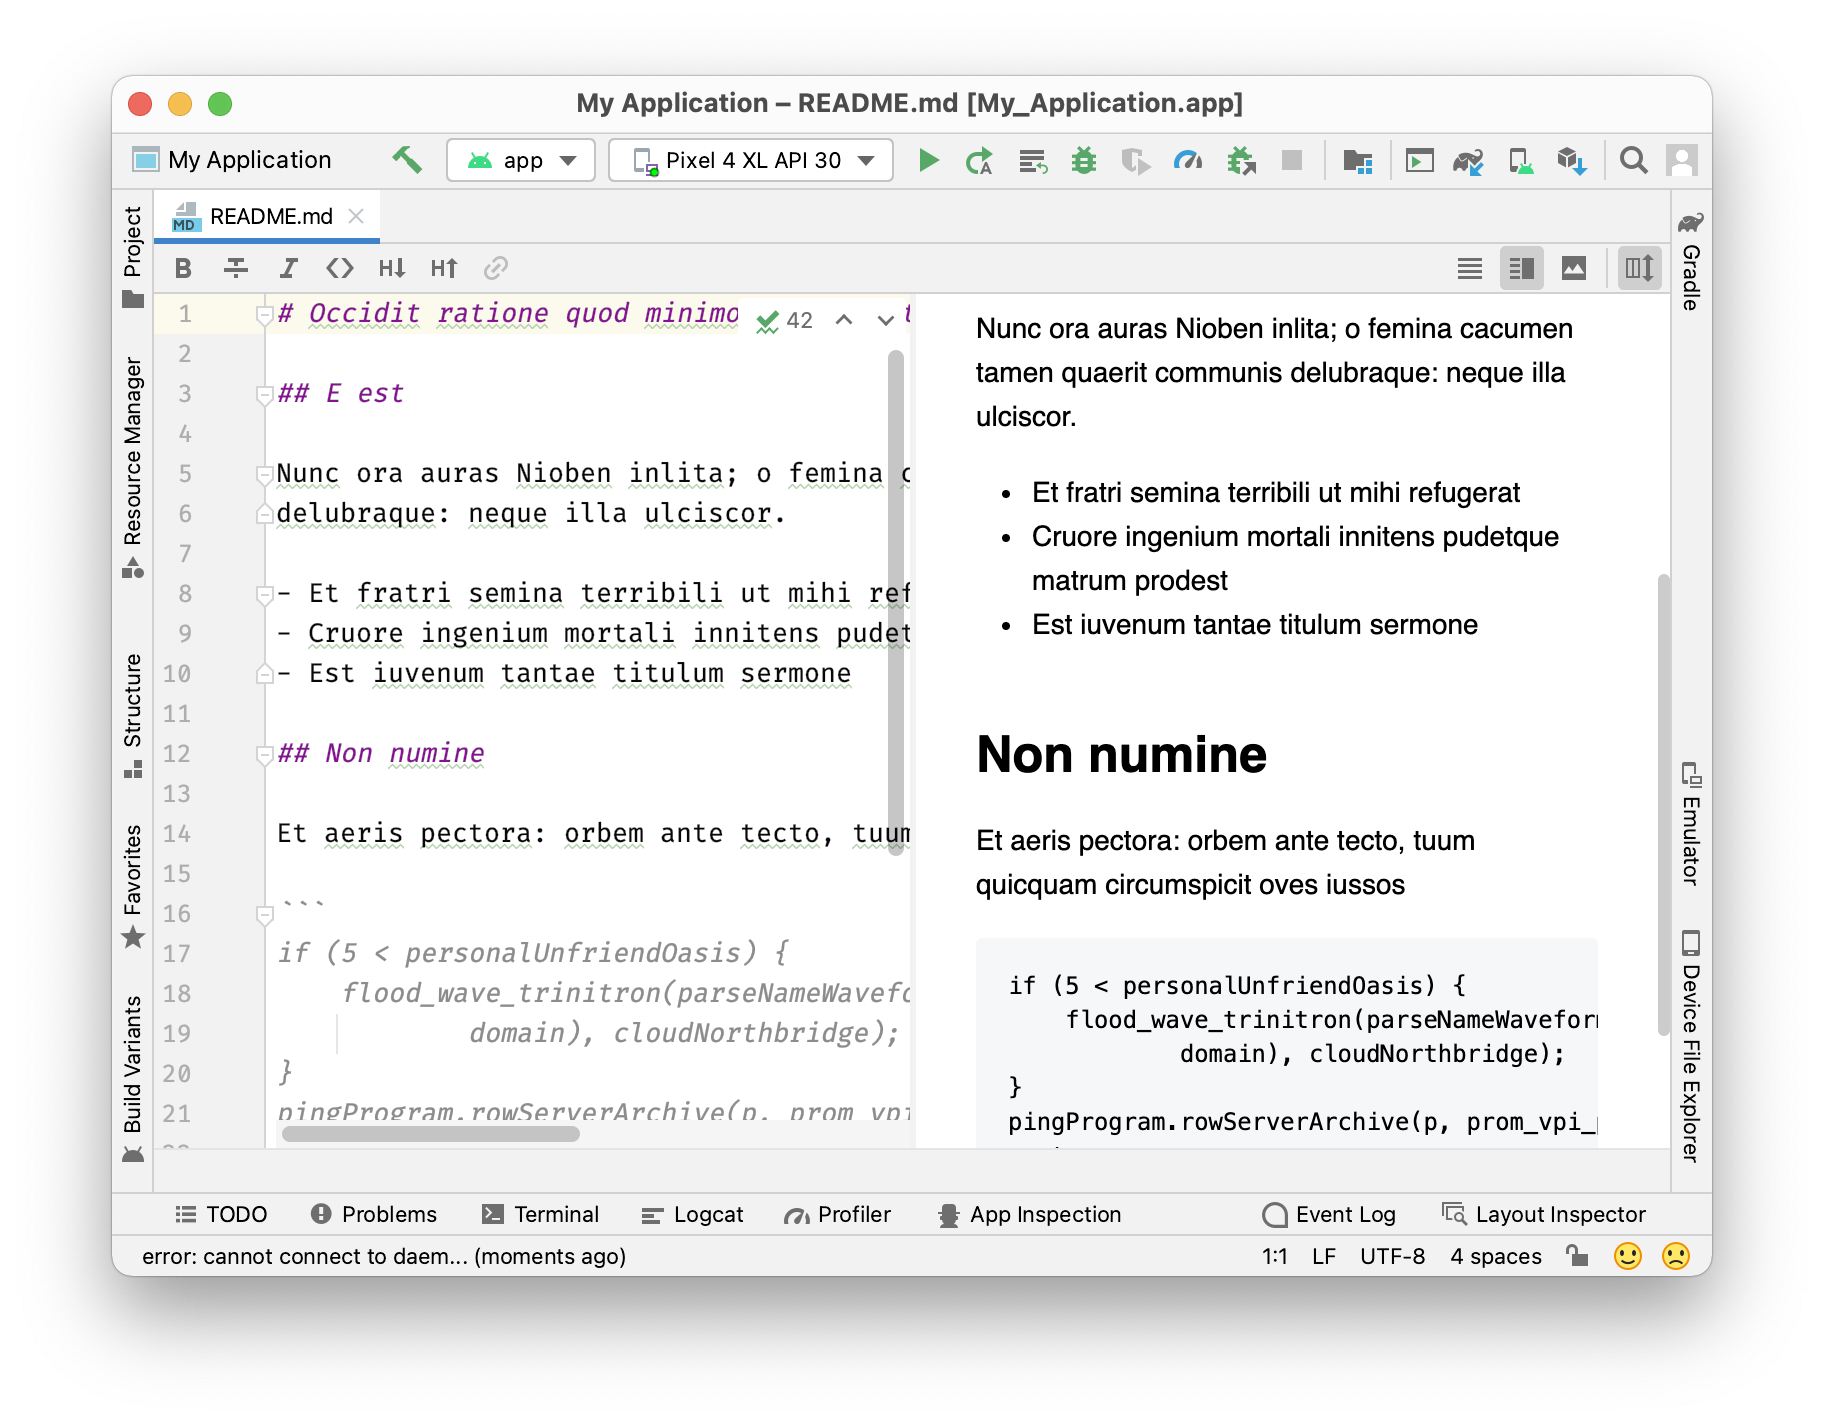 My Application – README.md [My_Application.app]
My Application
app
Pixel 4 XL API 30
Project
Resource Manager
Structure
Favorites
Build Variants
MD README.md
B I <> H↓ H↑
1 # Occidit ratione quod minimo
42
2
3 ## E est
4
5 Nunc ora auras Nioben inlita; o femina c
6 delubraque: neque illa ulciscor.
7
8 - Et fratri semina terribili ut mihi ref
9 - Cruore ingenium mortali innitens pudet
10 - Est iuvenum tantae titulum sermone
11
12 ## Non numine
13
14 Et aeris pectora: orbem ante tecto, tuum
15
16 ```
17 if (5 < personalUnfriendOasis) {
18 flood_wave_trinitron(parseNameWavefo
19 domain), cloudNorthbridge);
20 }
21 pingProgram.rowServerArchive(p, prom_vpi
Nunc ora auras Nioben inlita; o femina cacumen
tamen quaerit communis delubraque: neque illa
ulciscor.
• Et fratri semina terribili ut mihi refugerat
• Cruore ingenium mortali innitens pudetque
matrum prodest
• Est iuvenum tantae titulum sermone
Non numine
Et aeris pectora: orbem ante tecto, tuum
quicquam circumspicit oves iussos
if (5 < personalUnfriendOasis) {
flood_wave_trinitron(parseNameWaveform
domain), cloudNorthbridge);
}
pingProgram.rowServerArchive(p, prom_vpi_
Gradle
Emulator
Device File Explorer
TODO
Problems
Terminal
Logcat
Profiler
App Inspection
Event Log
Layout Inspector
error: cannot connect to daem... (moments ago)
1:1 LF UTF-8 4 spaces